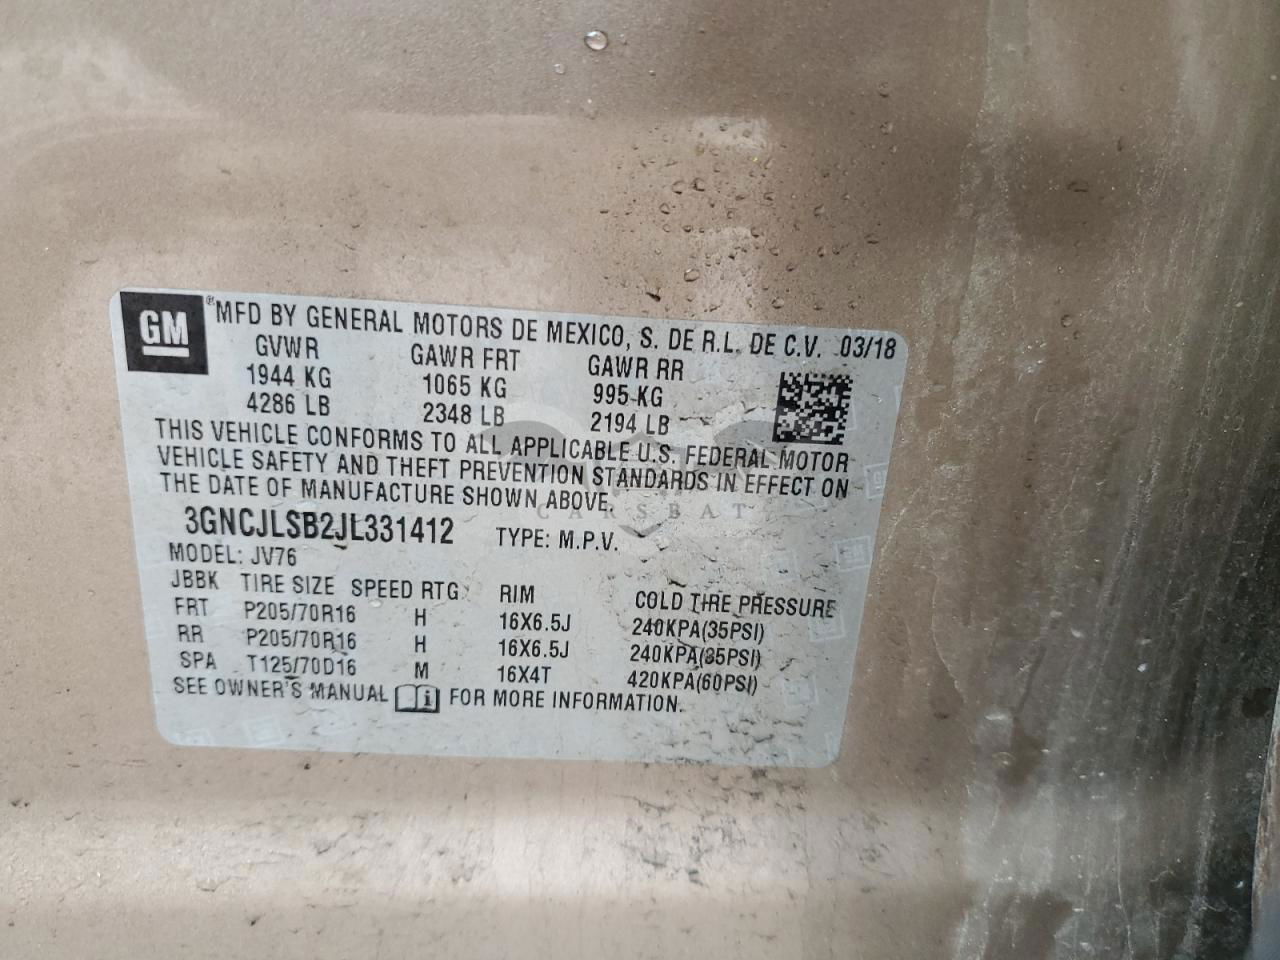 GM ® MFD BY GENERAL MOTORS DE MEXICO, S. DE R.L. DE C.V. 03/18
GVWR GAWR FRT GAWR RR
1944 KG 1065 KG 995 KG
4286 LB 2348 LB 2194 LB
THIS VEHICLE CONFORMS TO ALL APPLICABLE U.S. FEDERAL MOTOR
VEHICLE SAFETY AND THEFT PREVENTION STANDARDS IN EFFECT ON
THE DATE OF MANUFACTURE SHOWN ABOVE.
CARSBAT
3GNCJLSB2JL331412 TYPE: M.P.V.
MODEL: JV76
JBBK TIRE SIZE SPEED RTG RIM COLD TIRE PRESSURE
FRT P205/70R16 H 16X6.5J 240KPA(35PSI)
RR P205/70R16 H 16X6.5J 240KPA(35PSI)
SPA T125/70D16 M 16X4T 420KPA(60PSI)
SEE OWNER'S MANUAL i FOR MORE INFORMATION.